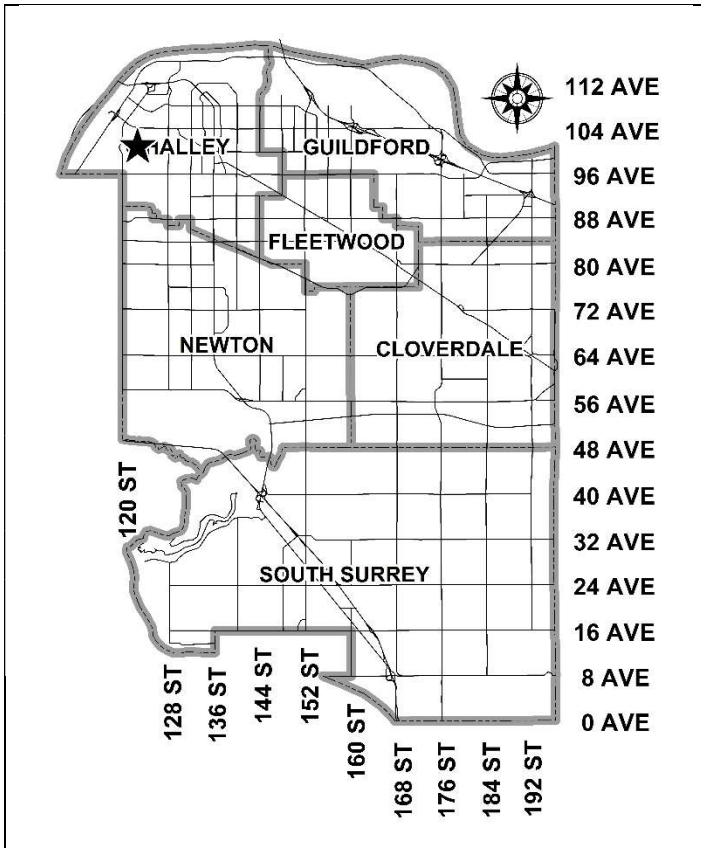 112 AVE
104 AVE
HALLEY
GUILDFORD
96 AVE
88 AVE
FLEETWOOD
80 AVE
72 AVE
NEWTON
CLOVERDALE
64 AVE
56 AVE
48 AVE
120 ST
40 AVE
32 AVE
SOUTH SURREY
24 AVE
16 AVE
8 AVE
0 AVE
128 ST
136 ST
144 ST
152 ST
160 ST
168 ST
176 ST
184 ST
192 ST